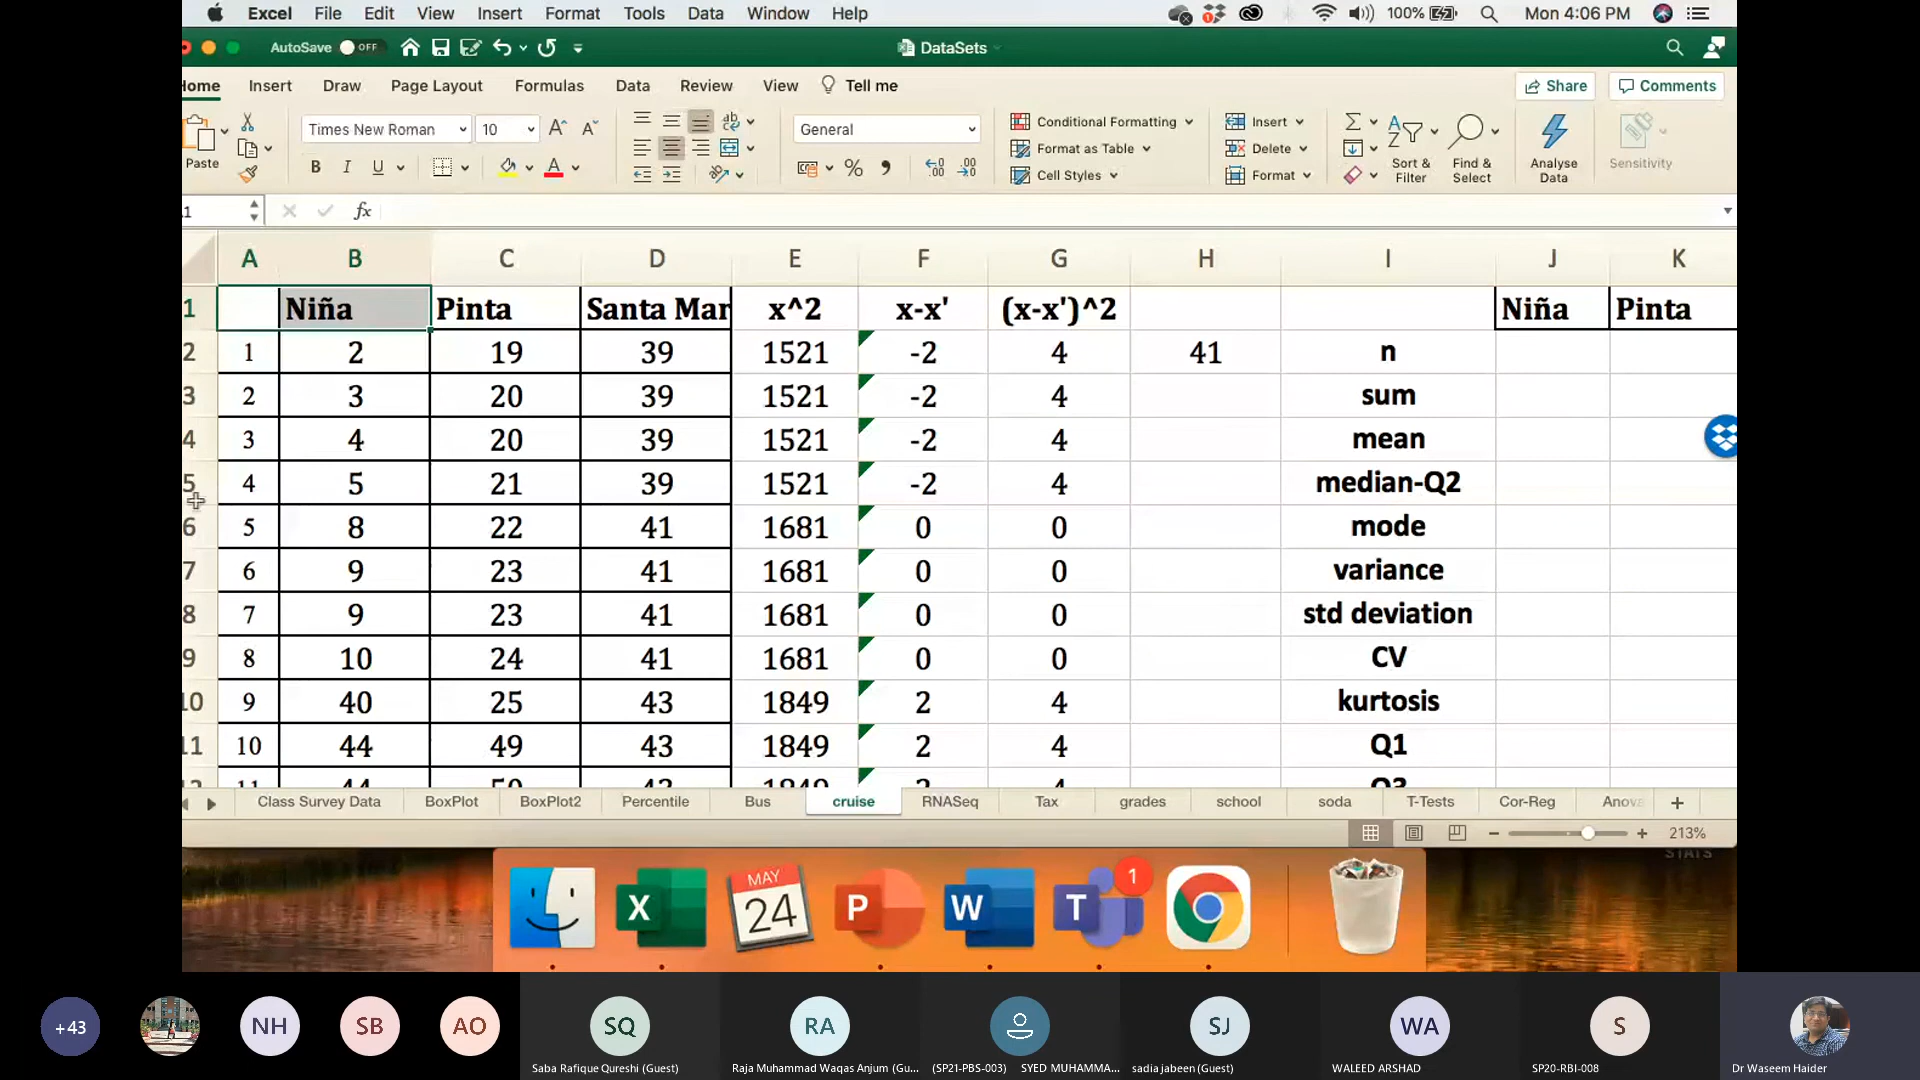 Excel File Edit View Insert Format Tools Data Window Help 100% Mon 4:06 PM
AutoSave OFF DataSets
Home Insert Draw Page Layout Formulas Data Review View Tell me Share Comments
Paste Times New Roman 10 General Conditional Formatting Format as Table Cell Styles Insert Delete Format Sort & Filter Find & Select Analyse Data Sensitivity
B I U A % fx
A B C D E F G H I J K
1 Niña Pinta Santa Mar x^2 x-x' (x-x')^2 Niña Pinta
2 1 2 19 39 1521 -2 4 41 n
3 2 3 20 39 1521 -2 4 sum
4 3 4 20 39 1521 -2 4 mean
5 4 5 21 39 1521 -2 4 median-Q2
6 5 8 22 41 1681 0 0 mode
7 6 9 23 41 1681 0 0 variance
8 7 9 23 41 1681 0 0 std deviation
9 8 10 24 41 1681 0 0 CV
10 9 40 25 43 1849 2 4 kurtosis
11 10 44 49 43 1849 2 4 Q1
Class Survey Data BoxPlot BoxPlot2 Percentile Bus cruise RNASeq Tax grades school soda T-Tests Cor-Reg Anova
213%
STATS
X MAY 24 P W T 1
+43 NH SB AO SQ RA SJ WA S
Saba Rafique Qureshi (Guest) Raja Muhammad Waqas Anjum (Gu... (SP21-PBS-003) SYED MUHAMMA... sadia jabeen (Guest) WALEED ARSHAD SP20-RBI-008 Dr Waseem Haider